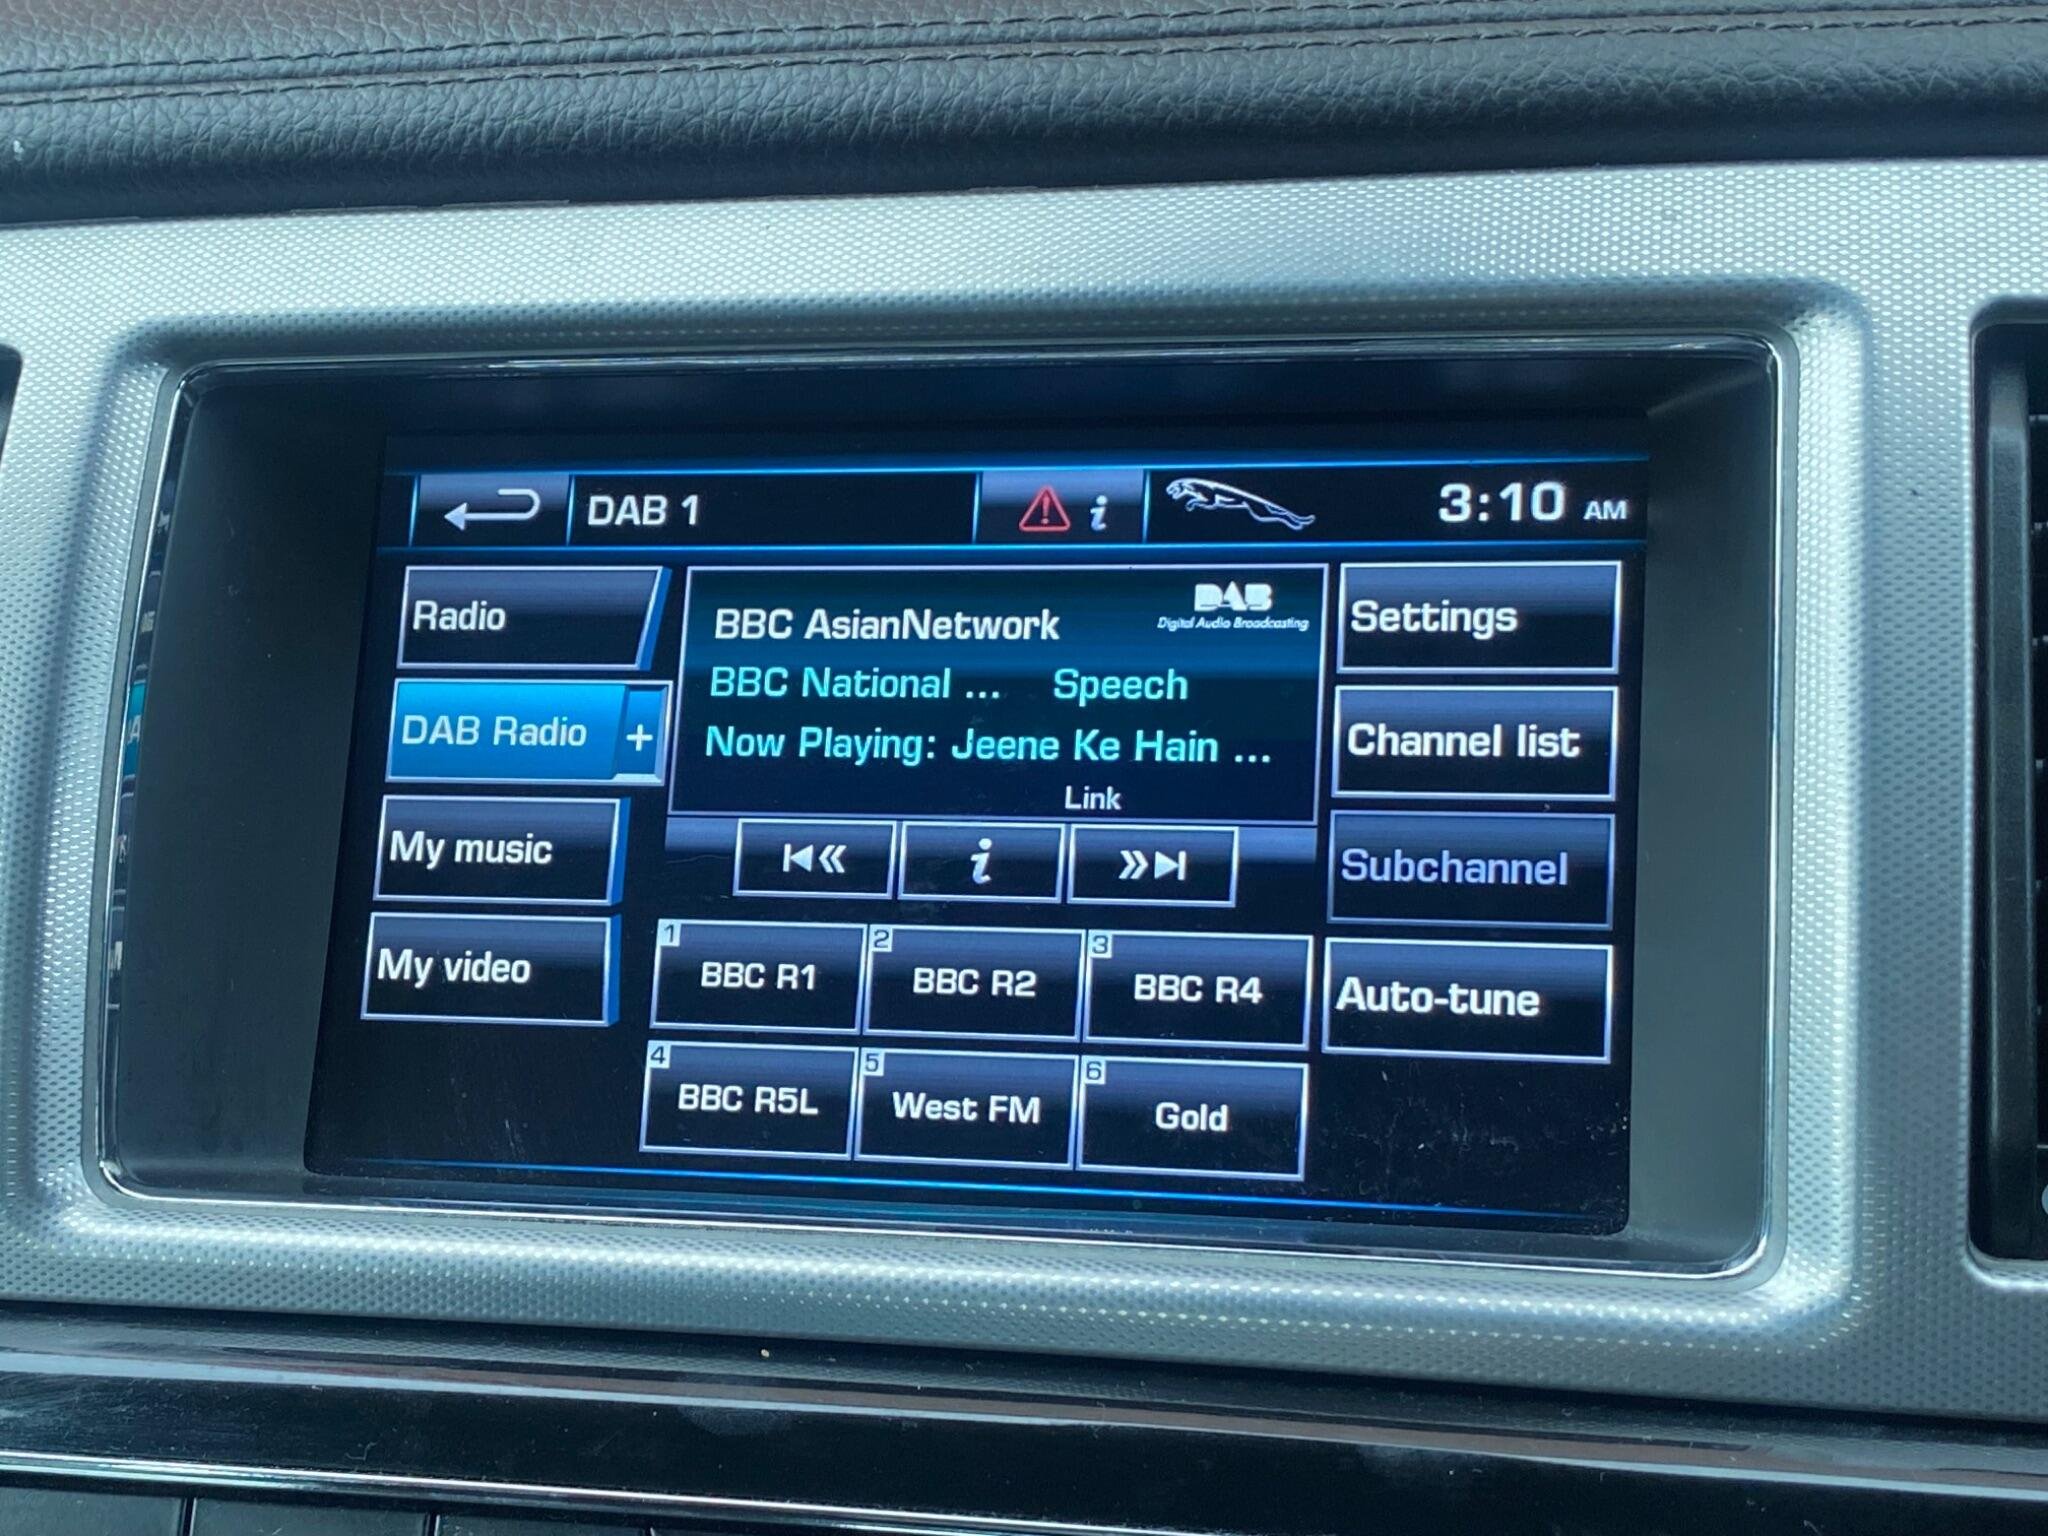 DAB 1
i
3:10 AM
Radio
DAB Radio +
My music
My video
BBC AsianNetwork
DAB
Digital Audio Broadcasting
BBC National ... Speech
Now Playing: Jeene Ke Hain ...
Link
i
1 BBC R1
2 BBC R2
3 BBC R4
4 BBC R5L
5 West FM
6 Gold
Settings
Channel list
Subchannel
Auto-tune